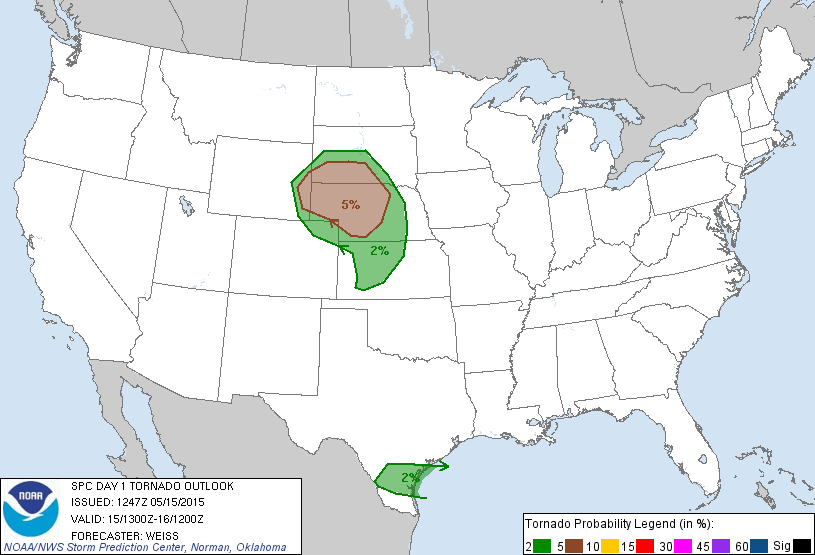 5%
2%
2%
NOAA
SPC DAY 1 TORNADO OUTLOOK
ISSUED: 1247Z 05/15/2015
VALID: 15/1300Z-16/1200Z
FORECASTER: WEISS
NOAA/NWS Storm Prediction Center, Norman, Oklahoma
Tornado Probability Legend (in %):
2 5 10 15 30 45 60 Sig